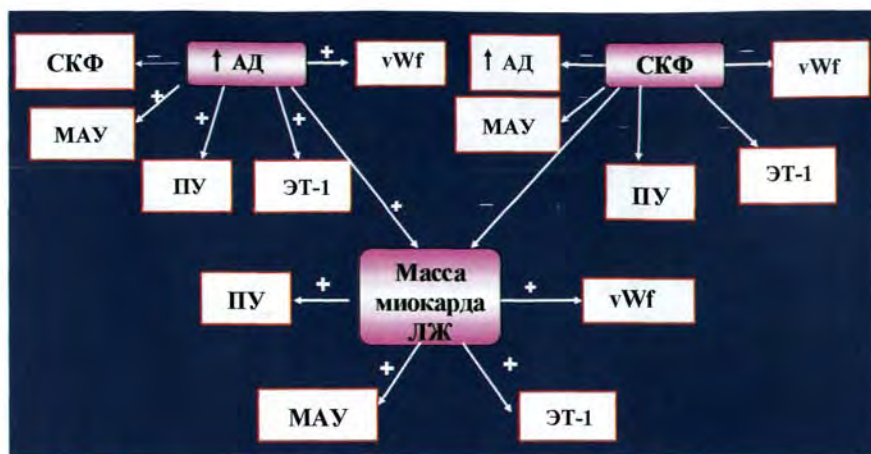 СКФ
–
↑ АД
+
vWf
+
МАУ
+
ПУ
+
ЭТ-1
+
↑ АД
–
СКФ
–
vWf
–
МАУ
–
ПУ
–
ЭТ-1
–
Масса
миокарда
ЛЖ
ПУ
+
+
vWf
+
МАУ
+
ЭТ-1